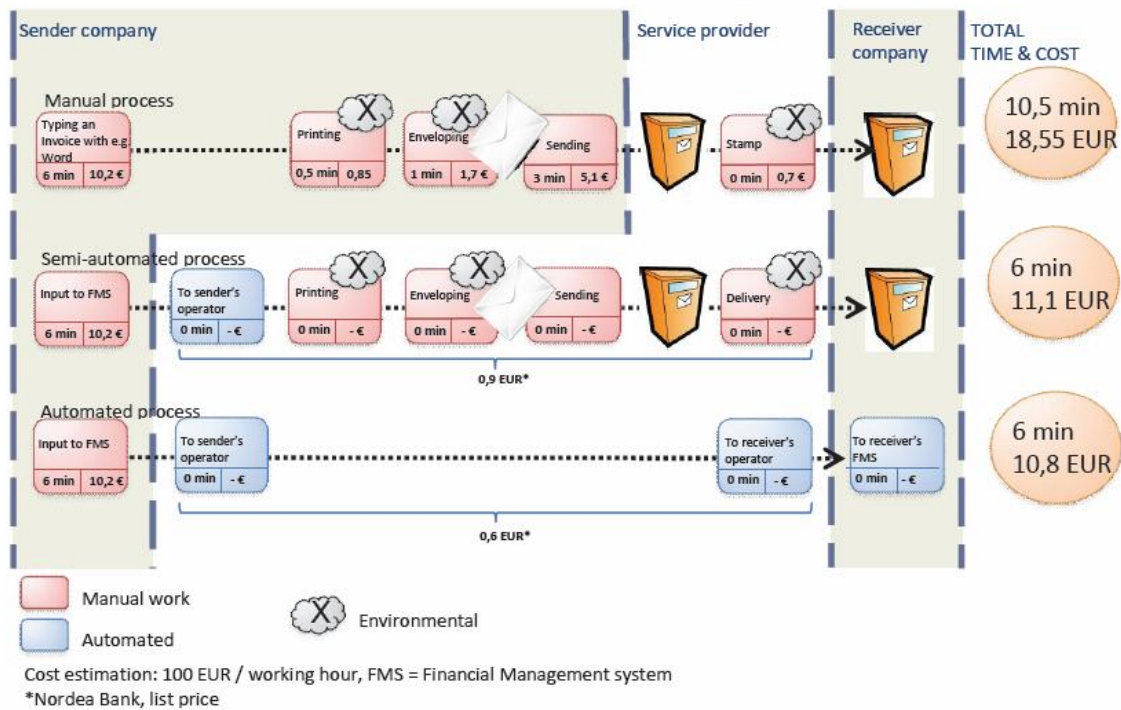 Sender company
Service provider
Receiver
company
TOTAL
TIME & COST
Manual process
Typing an
Invoice with e.g.
Word
6 min 10,2 €
Printing
X
0,5 min 0,85
Enveloping
X
1 min 1,7 €
Sending
3 min 5,1 €
Stamp
X
0 min 0,7 €
10,5 min
18,55 EUR
Semi-automated process
Input to FMS
6 min 10,2 €
To sender's
operator
0 min - €
Printing
X
0 min - €
Enveloping
X
0 min - €
Sending
0 min - €
Delivery
X
0 min - €
6 min
11,1 EUR
0,9 EUR*
Automated process
Input to FMS
6 min 10,2 €
To sender's
operator
0 min - €
To receiver's
operator
0 min - €
To receiver's
FMS
0 min - €
6 min
10,8 EUR
0,6 EUR*
Manual work
Automated
X
Environmental
Cost estimation: 100 EUR / working hour, FMS = Financial Management system
*Nordea Bank, list price